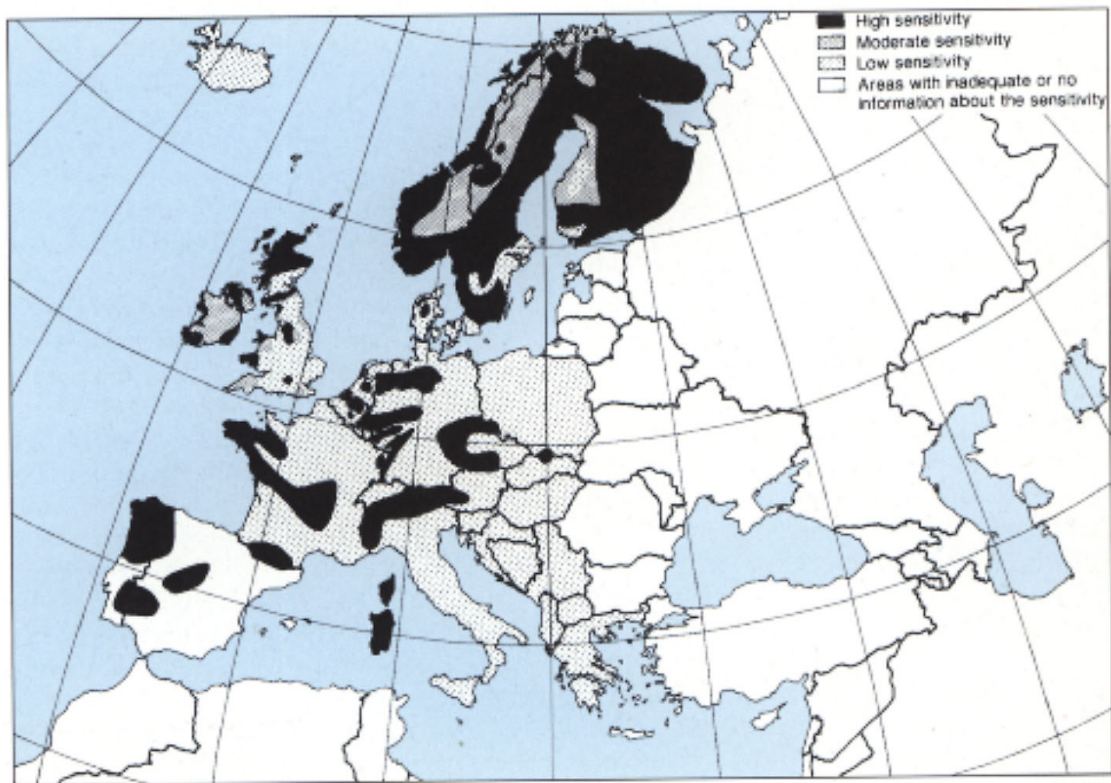 High sensitivity
Moderate sensitivity
Low sensitivity
Areas with inadequate or no
information about the sensitivity